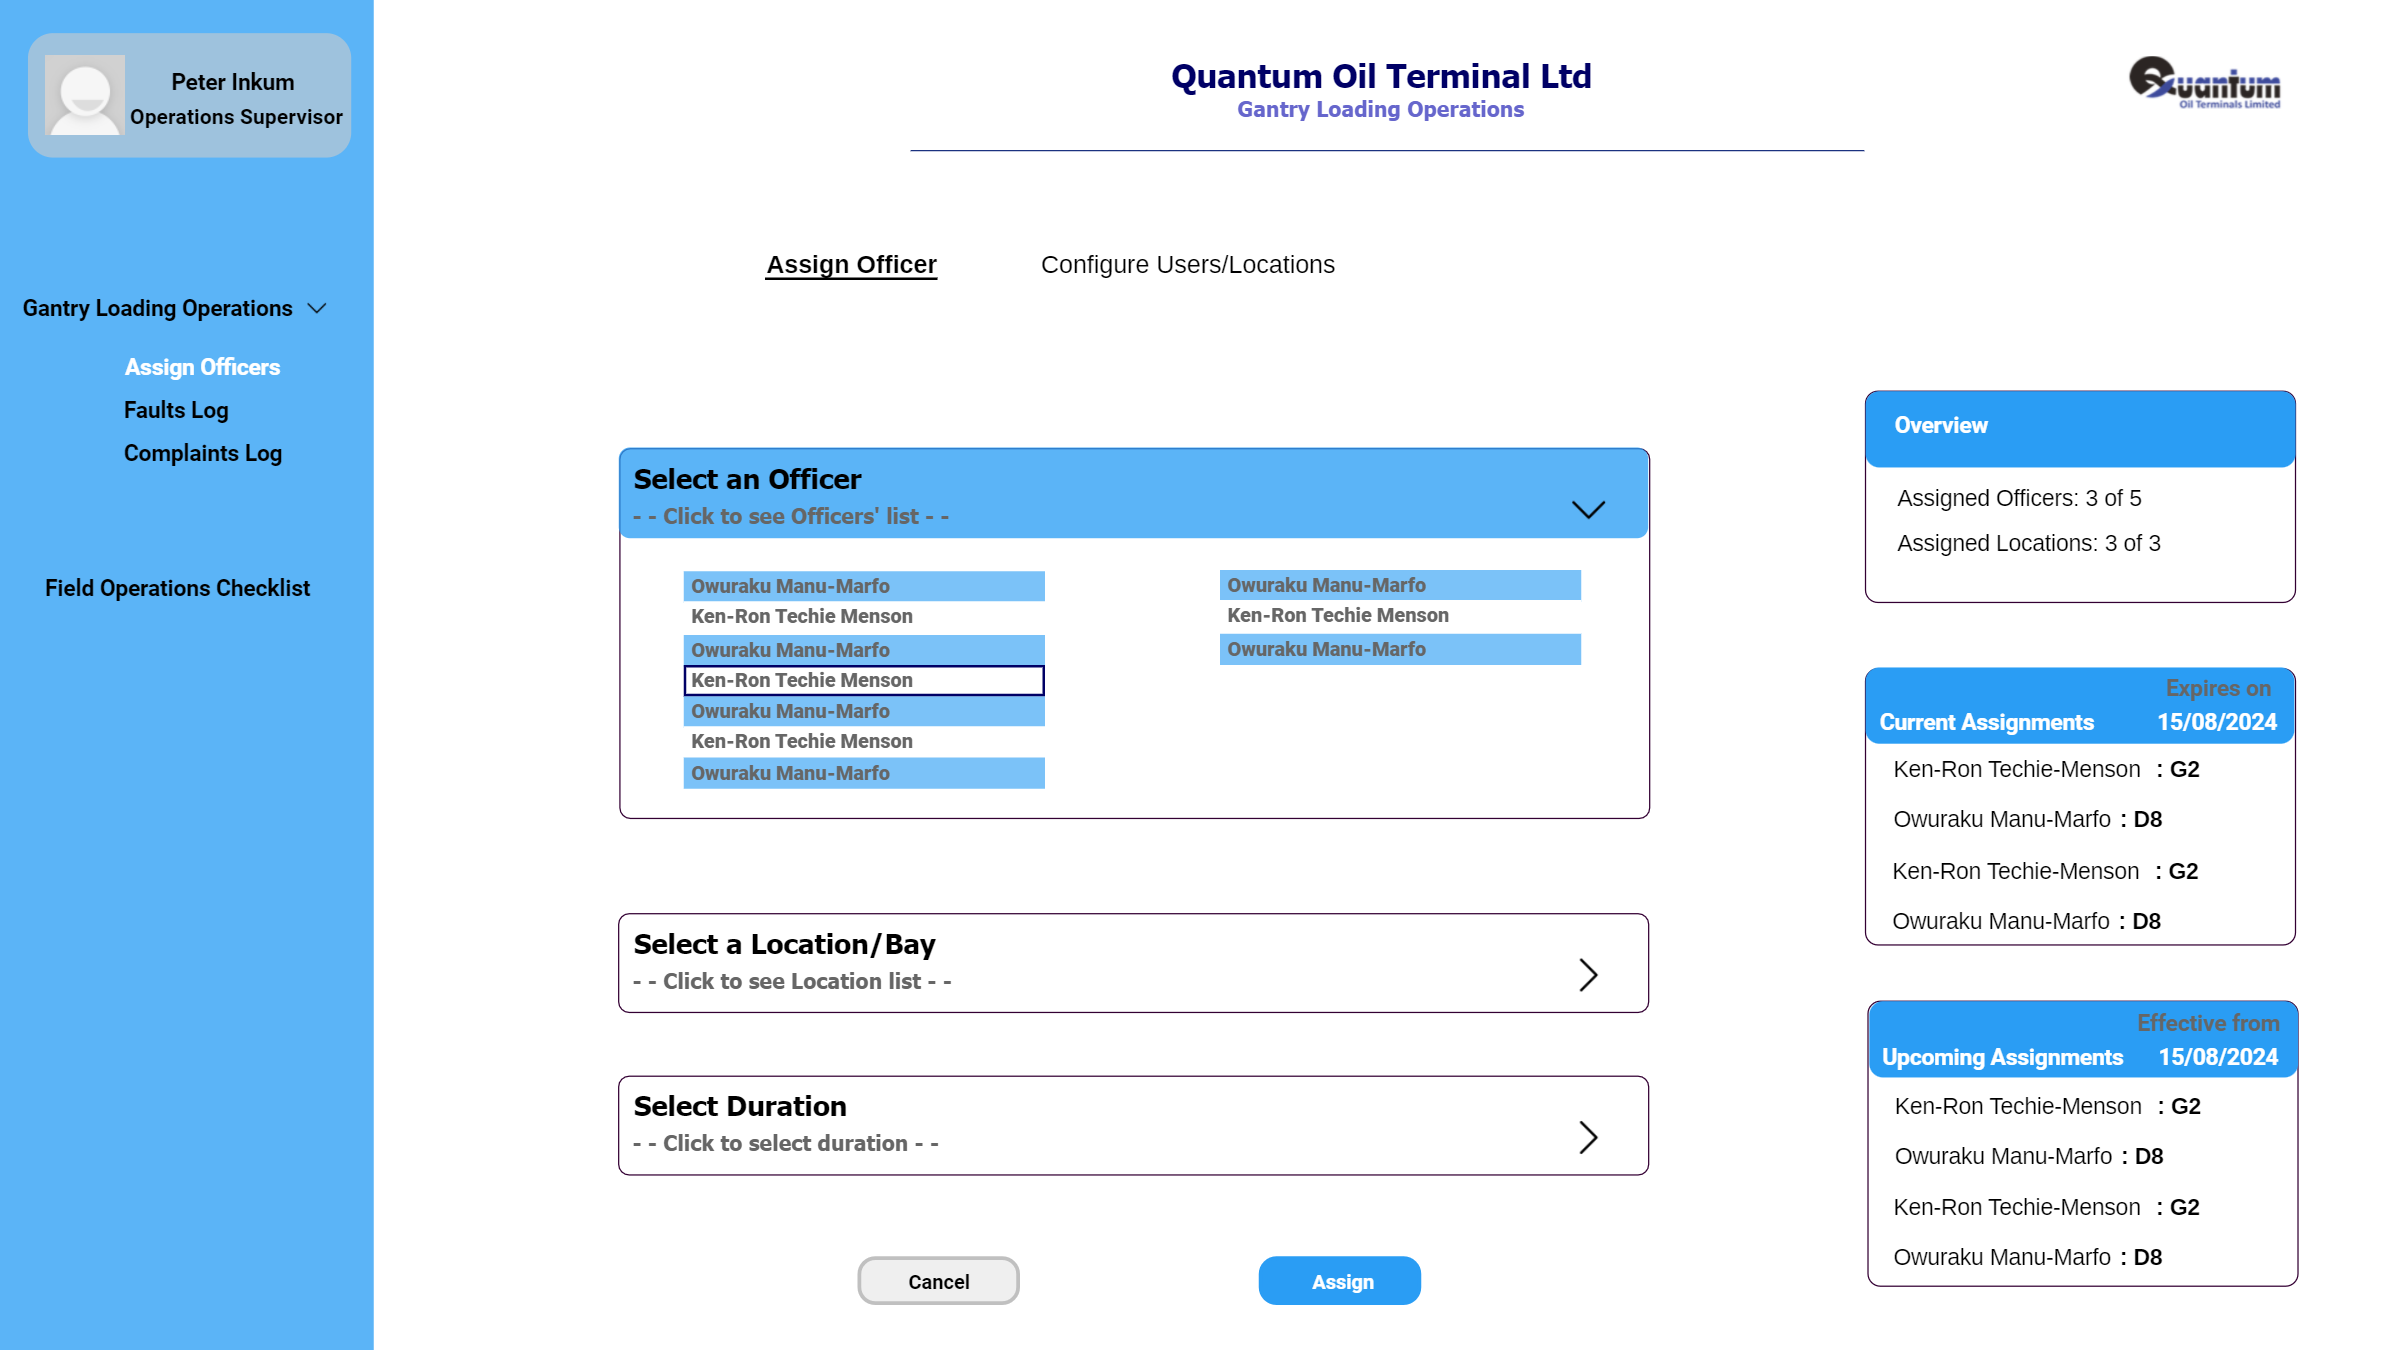 Peter Inkum
Operations Supervisor
Gantry Loading Operations
Assign Officers
Faults Log
Complaints Log
Field Operations Checklist
Quantum Oil Terminal Ltd
Gantry Loading Operations
Quantum
Oil Terminals Limited
Assign Officer
Configure Users/Locations
Select an Officer
- - Click to see Officers' list - -
Owuraku Manu-Marfo
Ken-Ron Techie Menson
Owuraku Manu-Marfo
Ken-Ron Techie Menson
Owuraku Manu-Marfo
Ken-Ron Techie Menson
Owuraku Manu-Marfo
Owuraku Manu-Marfo
Ken-Ron Techie Menson
Owuraku Manu-Marfo
Select a Location/Bay
- - Click to see Location list - -
Select Duration
- - Click to select duration - -
Cancel
Assign
Overview
Assigned Officers: 3 of 5
Assigned Locations: 3 of 3
Expires on
Current Assignments 15/08/2024
Ken-Ron Techie-Menson : G2
Owuraku Manu-Marfo : D8
Ken-Ron Techie-Menson : G2
Owuraku Manu-Marfo : D8
Effective from
Upcoming Assignments 15/08/2024
Ken-Ron Techie-Menson : G2
Owuraku Manu-Marfo : D8
Ken-Ron Techie-Menson : G2
Owuraku Manu-Marfo : D8